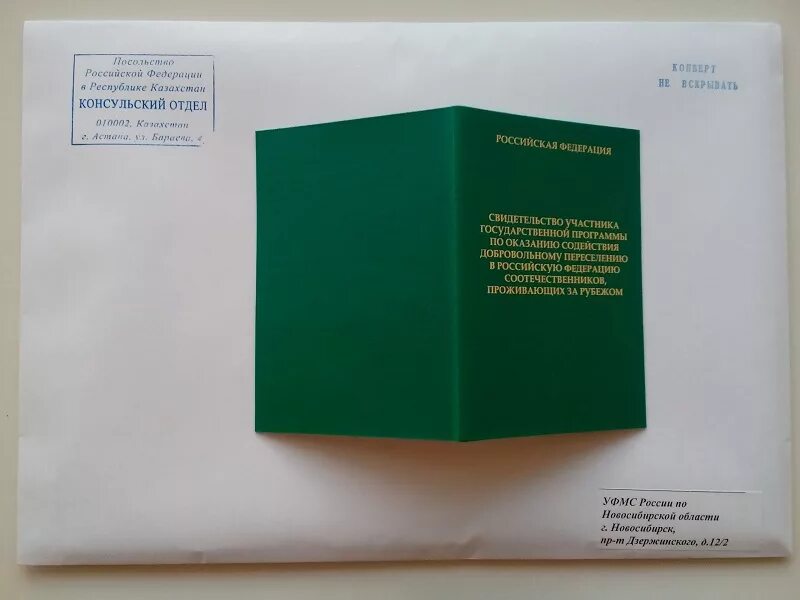 Посольство
Российской Федерации
в Республике Казахстан
КОНСУЛЬСКИЙ ОТДЕЛ
010002, Казахстан
г. Астана, ул. Бараева, 4
КОНВЕРТ
НЕ ВСКРЫВАТЬ
РОССИЙСКАЯ ФЕДЕРАЦИЯ
СВИДЕТЕЛЬСТВО УЧАСТНИКА
ГОСУДАРСТВЕННОЙ ПРОГРАММЫ
ПО ОКАЗАНИЮ СОДЕЙСТВИЯ
ДОБРОВОЛЬНОМУ ПЕРЕСЕЛЕНИЮ
В РОССИЙСКУЮ ФЕДЕРАЦИЮ
СООТЕЧЕСТВЕННИКОВ,
ПРОЖИВАЮЩИХ ЗА РУБЕЖОМ
УФМС России по
Новосибирской области
г. Новосибирск,
пр-т Дзержинского, д.12/2